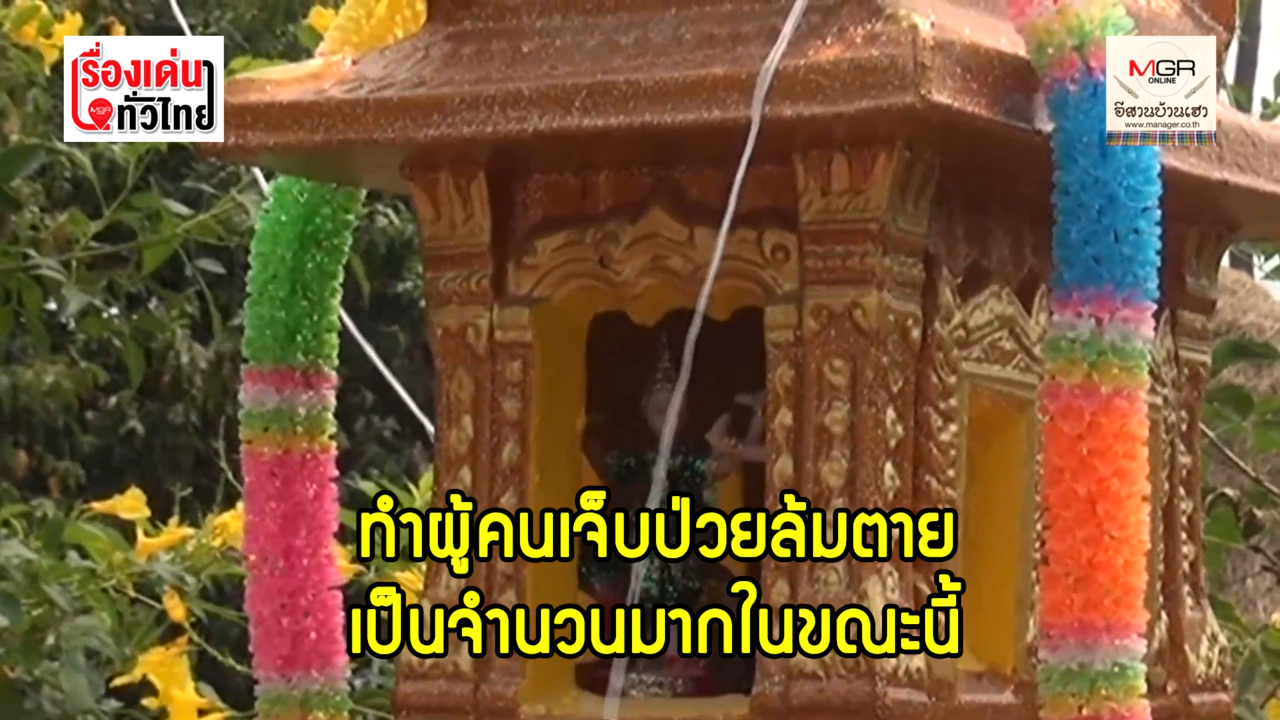 เรื่องเด่น
MGR
ทั่วไทย
MGR
ONLINE
อีสานบ้านเฮา
www.manager.co.th
ทำผู้คนเจ็บป่วยล้มตาย
เป็นจำนวนมากในขณะนี้